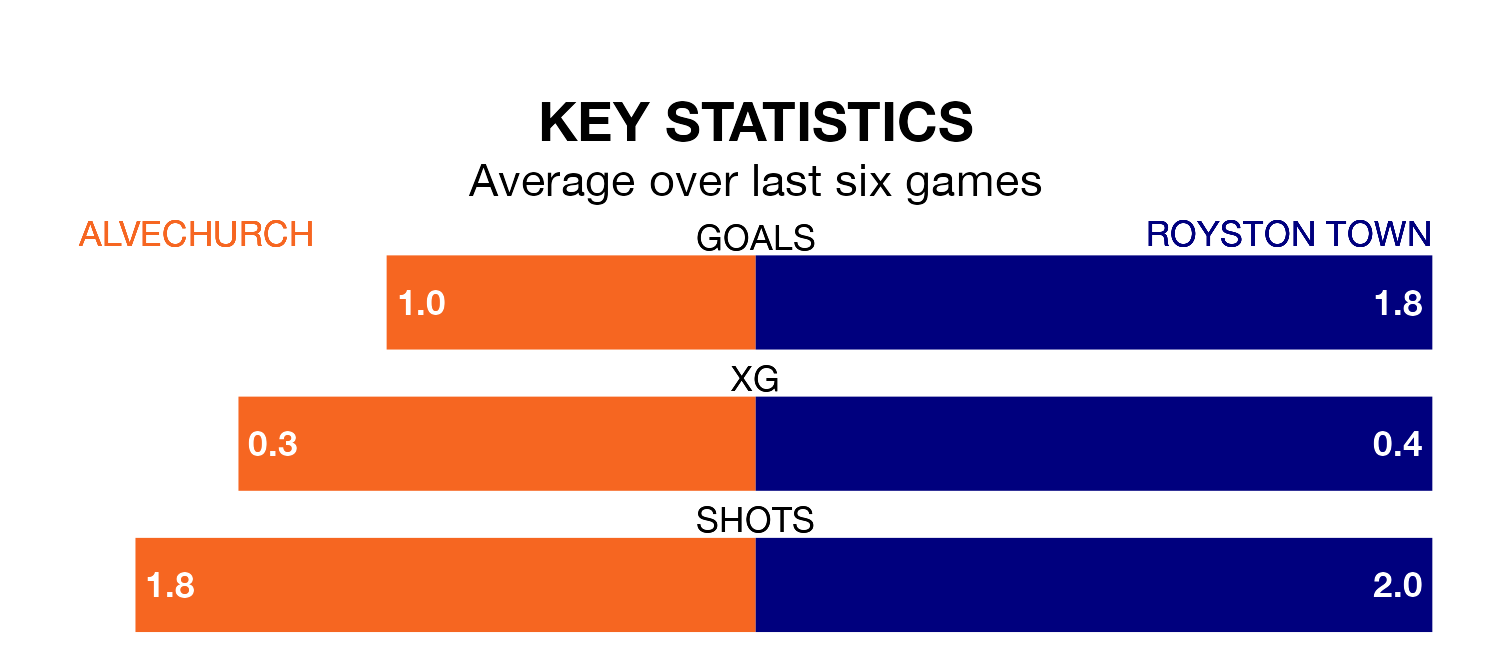 KEY STATISTICS
Average over last six games
ALVECHURCH
GOALS
ROYSTON TOWN
1.0
1.8
XG
0.3
0.4
SHOTS
1.8
2.0